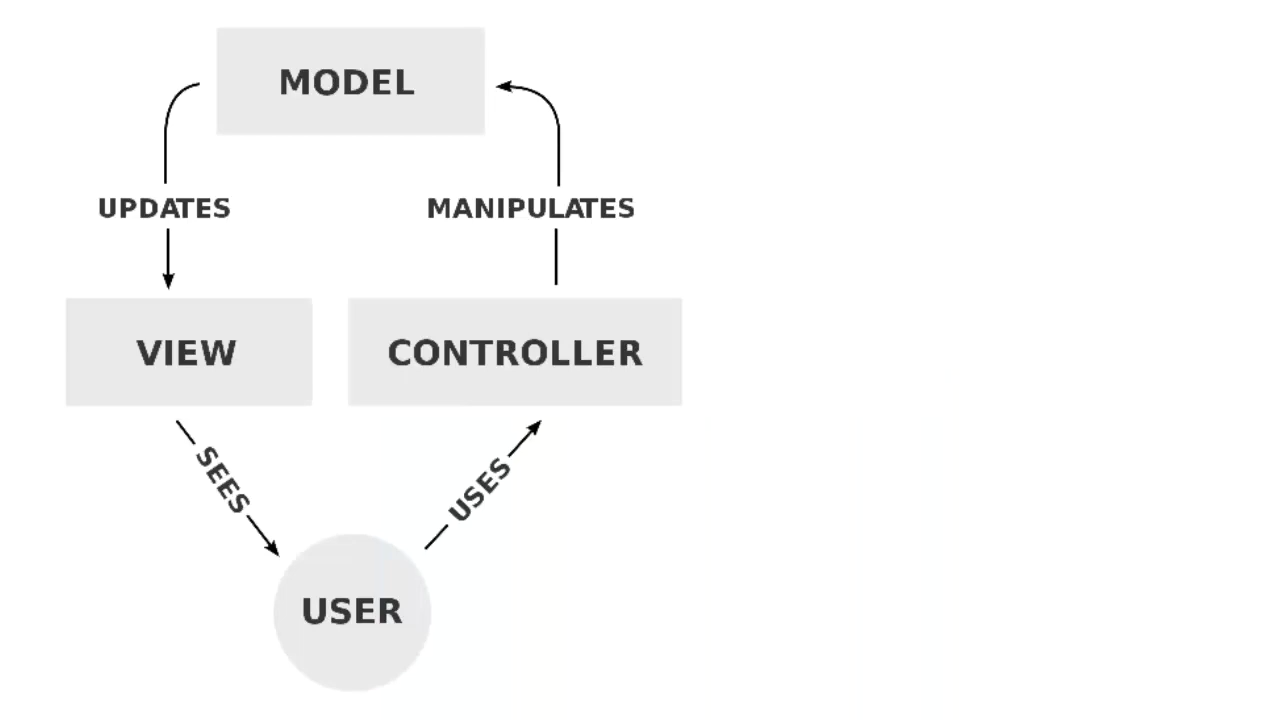 MODEL
UPDATES
MANIPULATES
VIEW
CONTROLLER
SEES
USES
USER